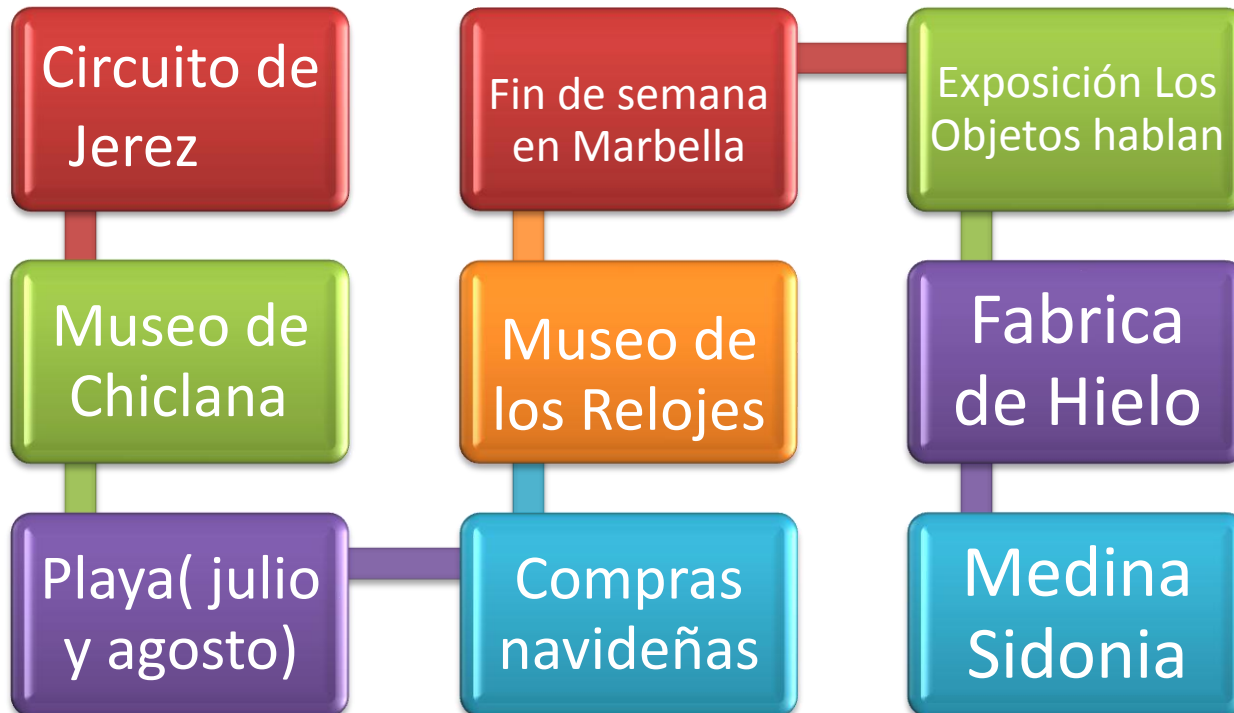 Circuito de
Jerez
Museo de
Chiclana
Playa( julio
y agosto)
Compras
navideñas
Museo de
los Relojes
Fin de semana
en Marbella
Exposición Los
Objetos hablan
Fabrica
de Hielo
Medina
Sidonia